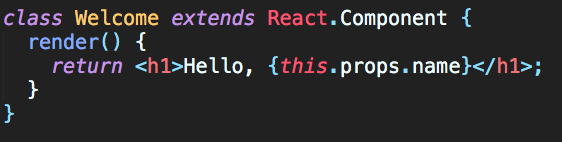 class Welcome extends React.Component {
  render() {
    return <h1>Hello, {this.props.name}</h1>;
  }
}